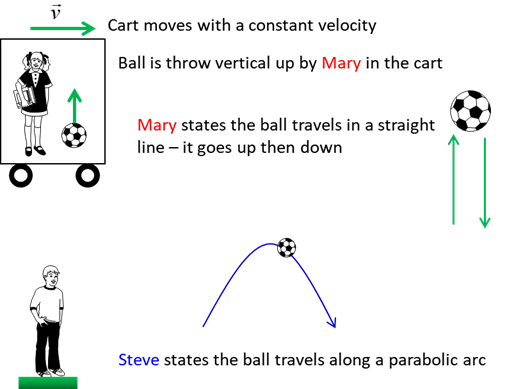 v⃗
Cart moves with a constant velocity
Ball is throw vertical up by Mary in the cart
Mary states the ball travels in a straight
line – it goes up then down
Steve states the ball travels along a parabolic arc